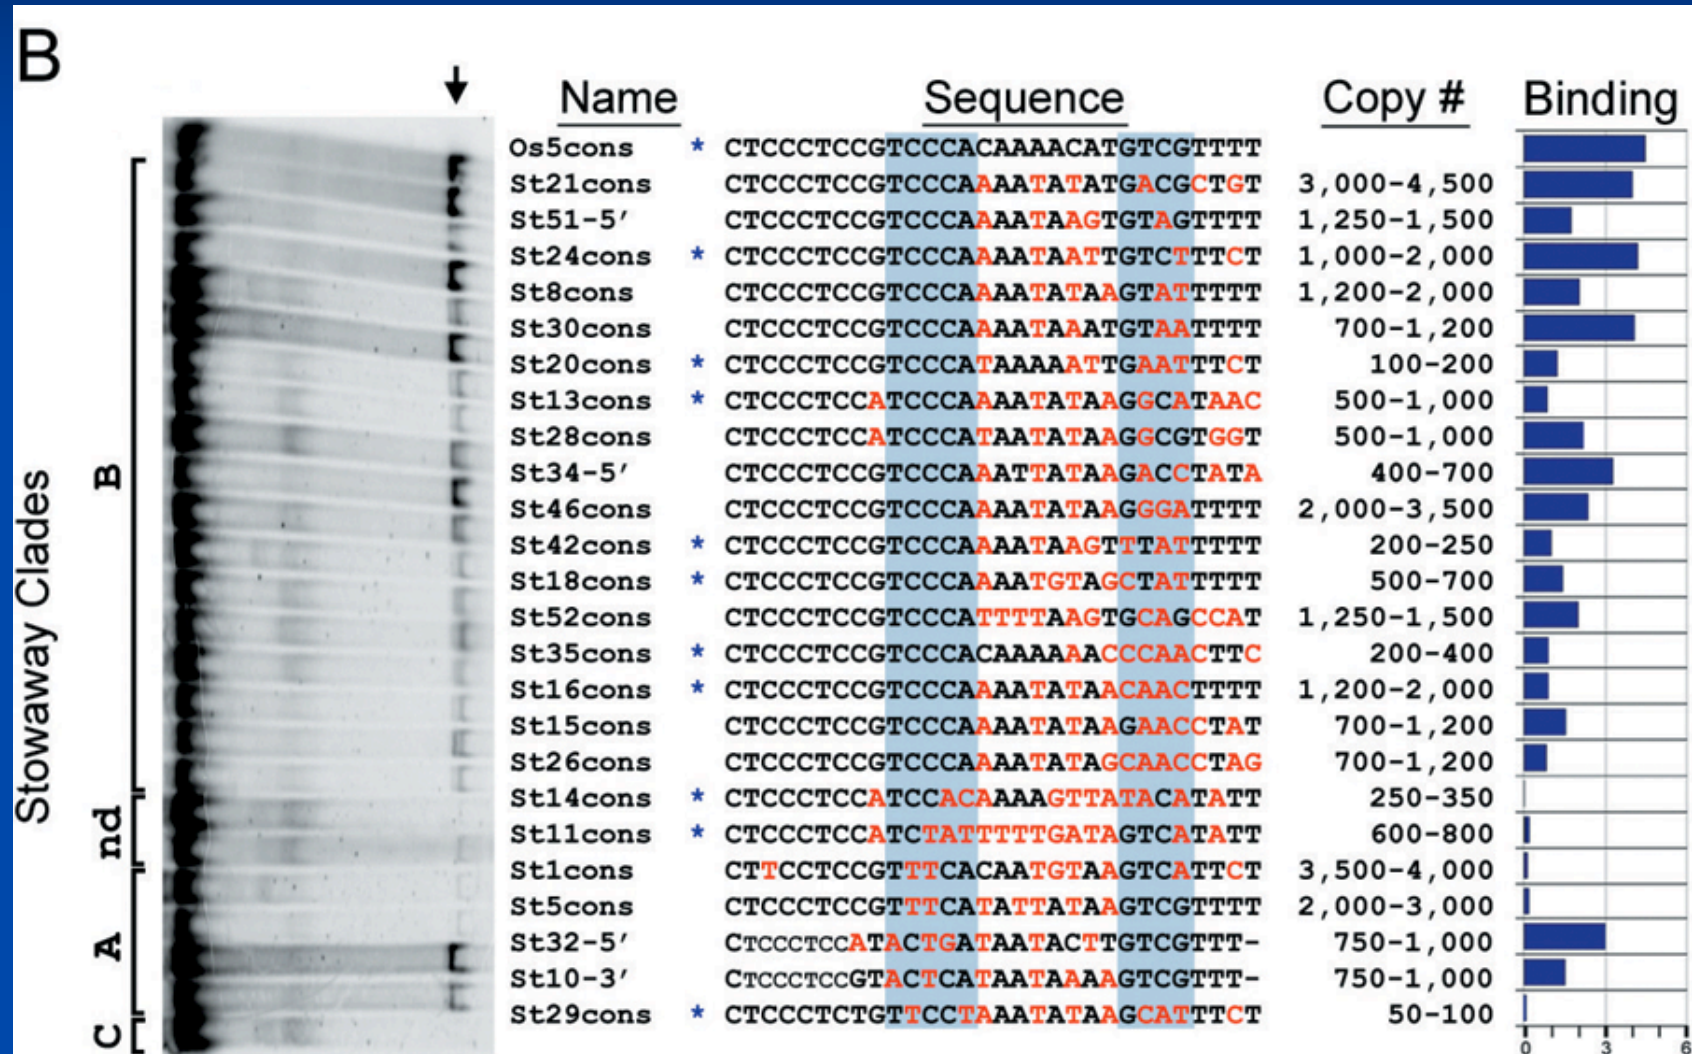 B
Name Sequence Copy # Binding
Os5cons * CTCCCTCCGTCCCACAAAACATGTCGTTTT
St21cons CTCCCTCCGTCCCAAAATATATGACGCTGT 3,000-4,500
St51-5′ CTCCCTCCGTCCCAAAATAAGTGTAGTTTT 1,250-1,500
St24cons * CTCCCTCCGTCCCAAAATAATTGTCTTTCT 1,000-2,000
St8cons CTCCCTCCGTCCCAAAATATAAGTATTTTT 1,200-2,000
St30cons CTCCCTCCGTCCCAAAATAAATGTAATTTT 700-1,200
St20cons * CTCCCTCCGTCCCATAAAAATTGAATTTCT 100-200
St13cons * CTCCCTCCATCCCAAAATATAAGGCATAAC 500-1,000
St28cons CTCCCTCCATCCCATAATATAAGGCGTGGT 500-1,000
St34-5′ CTCCCTCCGTCCCAAATTATAAGACCTATA 400-700
St46cons CTCCCTCCGTCCCAAAATATAAGGGATTTT 2,000-3,500
St42cons * CTCCCTCCGTCCCAAAATAAGTTTATTTTT 200-250
St18cons * CTCCCTCCGTCCCAAAATGTAGCTATTTTT 500-700
St52cons CTCCCTCCGTCCCATTTTAAGTGCAGCCAT 1,250-1,500
St35cons * CTCCCTCCGTCCCACAAAAAACCCAACTTC 200-400
St16cons * CTCCCTCCGTCCCAAAATATAACAACTTTT 1,200-2,000
St15cons CTCCCTCCGTCCCAAAATATAAGAACCTAT 700-1,200
St26cons CTCCCTCCGTCCCAAAATATAGCAACCTAG 700-1,200
St14cons * CTCCCTCCATCCACAAAAGTTATACATATT 250-350
St11cons * CTCCCTCCATCTATTTTTGATAGTCATATT 600-800
St1cons CTTCCTCCGTTTCACAATGTAAGTCATTCT 3,500-4,000
St5cons CTCCCTCCGTTTCATATTATAAGTCGTTTT 2,000-3,000
St32-5′ CTCCCTCCATACTGATAATACTTGTCGTTT- 750-1,000
St10-3′ CTCCCTCCGTACTCATAATAAAAGTCGTTT- 750-1,000
St29cons * CTCCCTCTGTTCCTAAATATAAGCATTTCT 50-100
0 3 6
Stowaway Clades
B
nd
A
C